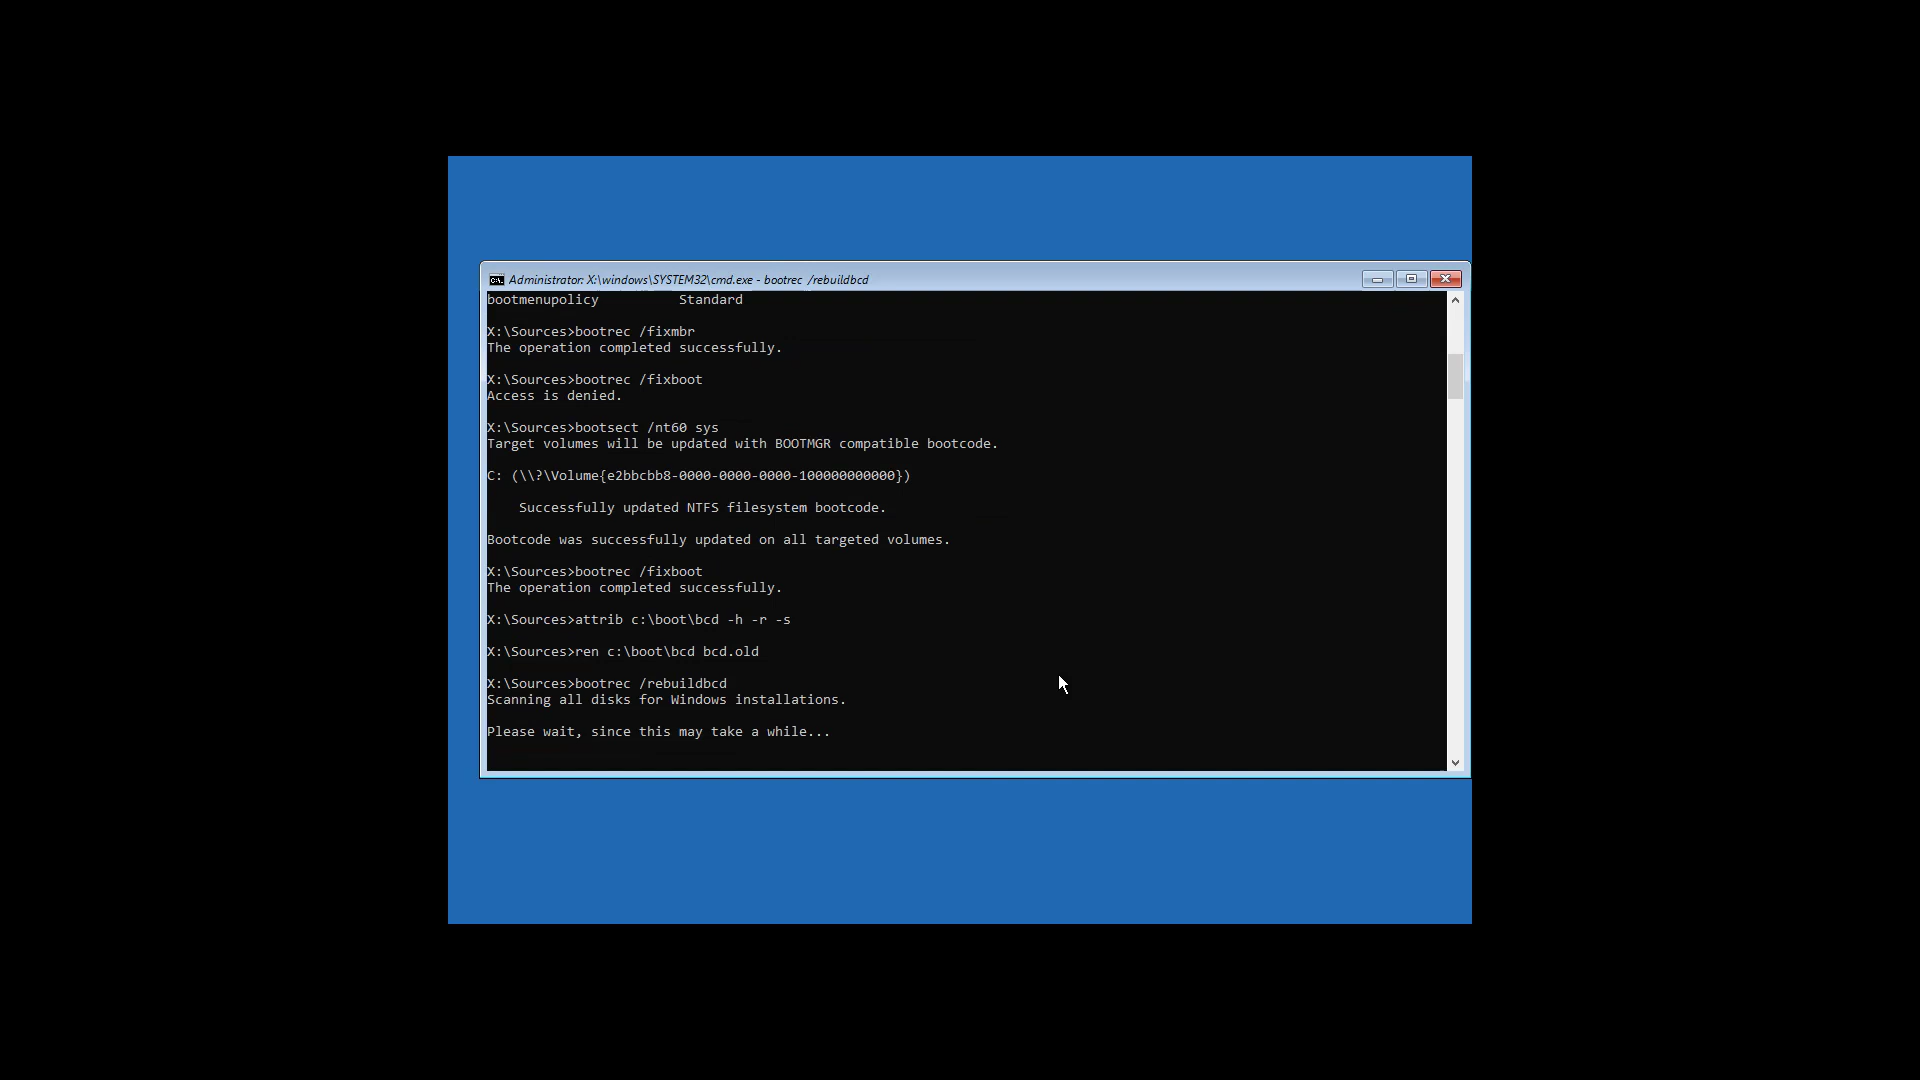 Administrator: X:\windows\SYSTEM32\cmd.exe - bootrec /rebuildbcd
bootmenupolicy          Standard
X:\Sources>bootrec /fixmbr
The operation completed successfully.
X:\Sources>bootrec /fixboot
Access is denied.
X:\Sources>bootsect /nt60 sys
Target volumes will be updated with BOOTMGR compatible bootcode.
C: (\\?\Volume{e2bbcbb8-0000-0000-0000-100000000000})
Successfully updated NTFS filesystem bootcode.
Bootcode was successfully updated on all targeted volumes.
X:\Sources>bootrec /fixboot
The operation completed successfully.
X:\Sources>attrib c:\boot\bcd -h -r -s
X:\Sources>ren c:\boot\bcd bcd.old
X:\Sources>bootrec /rebuildbcd
Scanning all disks for Windows installations.
Please wait, since this may take a while...